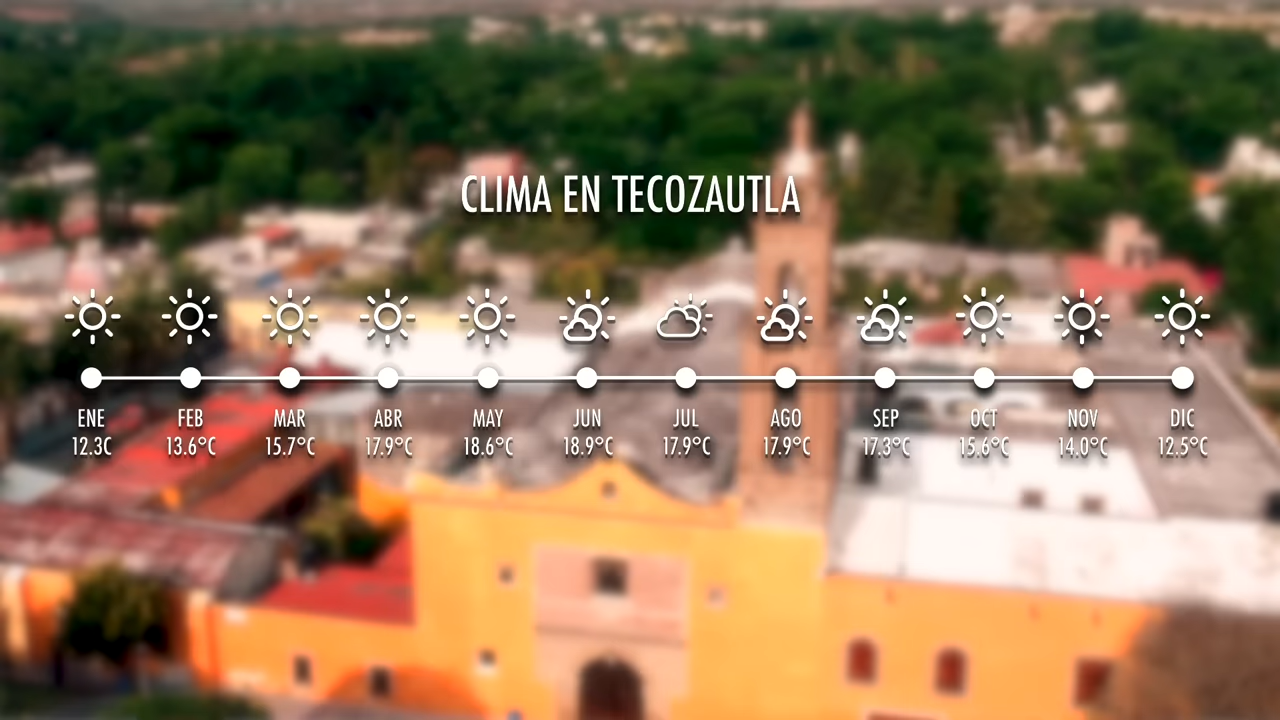 CLIMA EN TECOZAUTLA
ENE FEB MAR ABR MAY JUN JUL AGO SEP OCT NOV DIC
12.3C 13.6°C 15.7°C 17.9°C 18.6°C 18.9°C 17.9°C 17.9°C 17.3°C 15.6°C 14.0°C 12.5°C